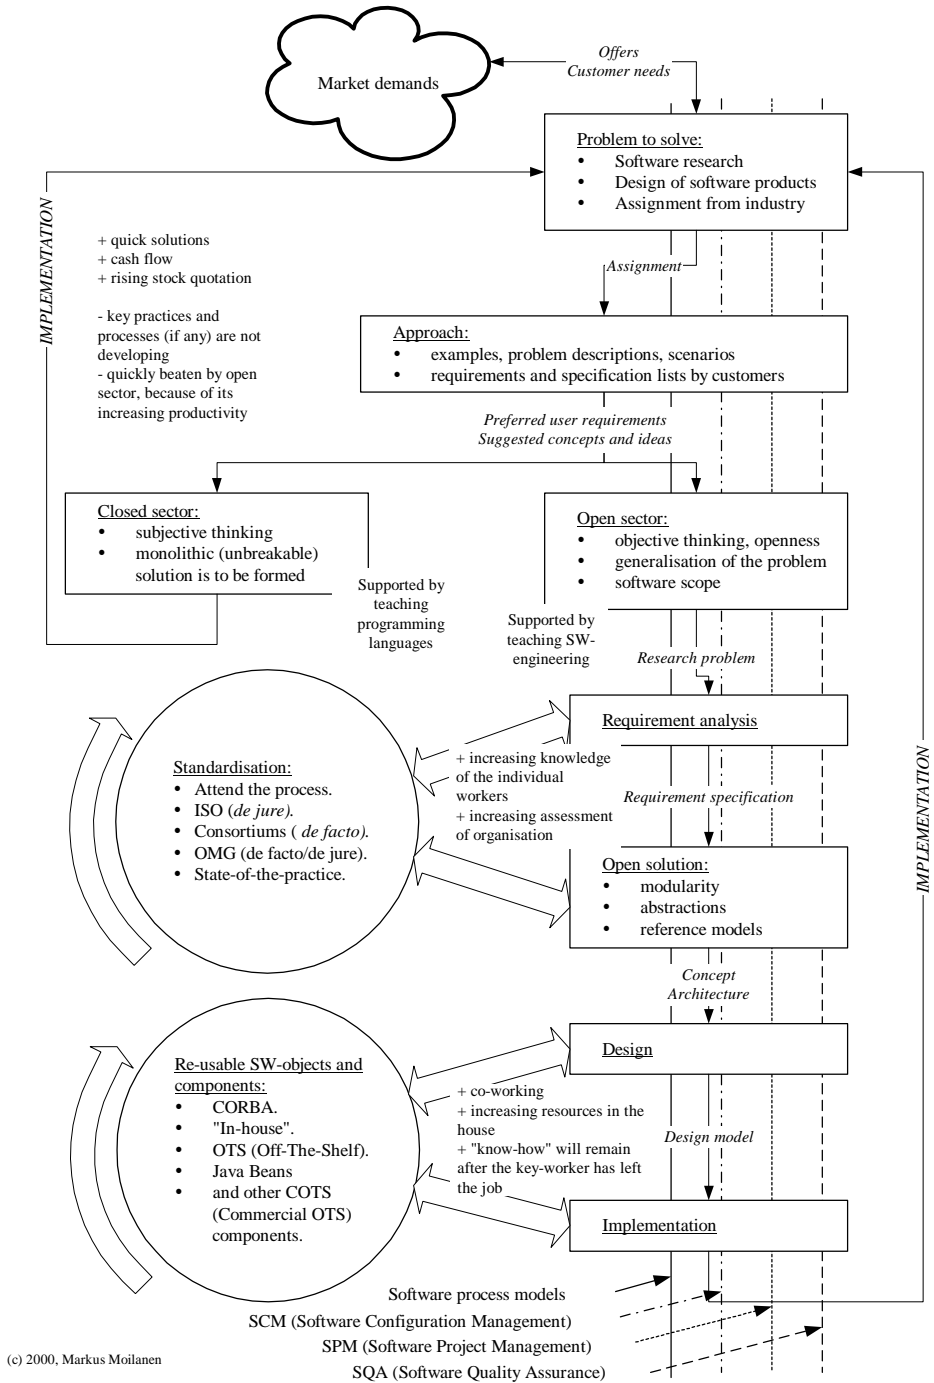 Offers
Customer needs
Market demands
Problem to solve:
• Software research
• Design of software products
• Assignment from industry
IMPLEMENTATION
+ quick solutions
+ cash flow
+ rising stock quotation
- key practices and
processes (if any) are not
developing
- quickly beaten by open
sector, because of its
increasing productivity
Assignment
Approach:
• examples, problem descriptions, scenarios
• requirements and specification lists by customers
Preferred user requirements
Suggested concepts and ideas
Closed sector:
• subjective thinking
• monolithic (unbreakable)
solution is to be formed
Supported by
teaching
programming
languages
Open sector:
• objective thinking, openness
• generalisation of the problem
• software scope
Supported by
teaching SW-
engineering
Research problem
Requirement analysis
Standardisation:
• Attend the process.
• ISO (de jure).
• Consortiums ( de facto).
• OMG (de facto/de jure).
• State-of-the-practice.
+ increasing knowledge
of the individual
workers
+ increasing assessment
of organisation
Requirement specification
IMPLEMENTATION
Open solution:
• modularity
• abstractions
• reference models
Concept
Architecture
Design
Re-usable SW-objects and
components:
• CORBA.
• "In-house".
• OTS (Off-The-Shelf).
• Java Beans
• and other COTS
(Commercial OTS)
components.
+ co-working
+ increasing resources in the
house
+ "know-how" will remain
after the key-worker has left
the job
Design model
Implementation
Software process models
SCM (Software Configuration Management)
SPM (Software Project Management)
SQA (Software Quality Assurance)
(c) 2000, Markus Moilanen